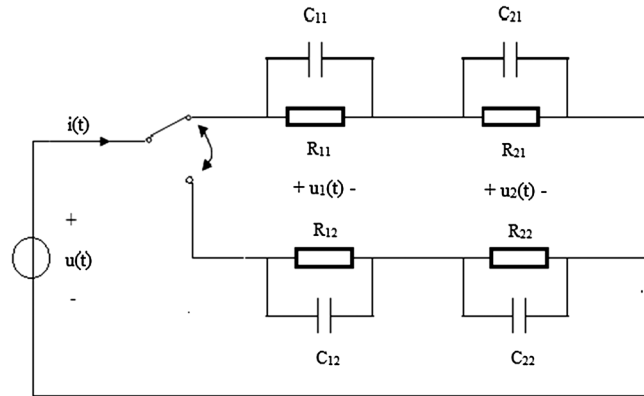 C11
C21
i(t)
R11
R21
+ u1(t) -
+ u2(t) -
+
u(t)
-
R12
R22
C12
C22